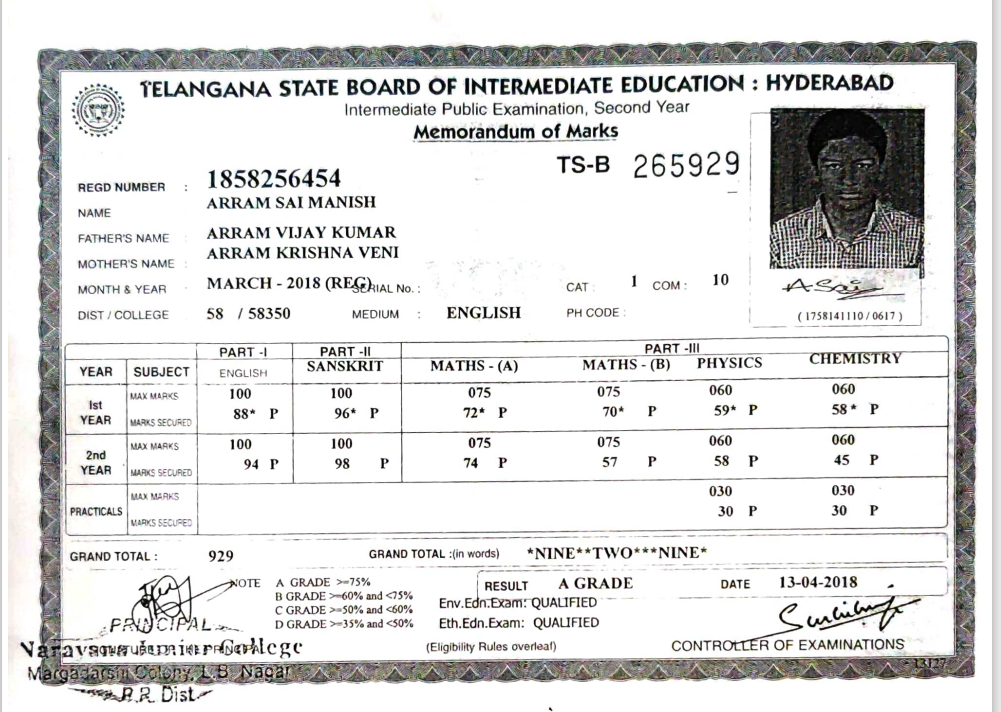 TELANGANA STATE BOARD OF INTERMEDIATE EDUCATION : HYDERABAD
Intermediate Public Examination, Second Year
Memorandum of Marks
TS-B 265929
REGD NUMBER : 1858256454
NAME ARRAM SAI MANISH
FATHER'S NAME : ARRAM VIJAY KUMAR
MOTHER'S NAME : ARRAM KRISHNA VENI
MONTH & YEAR MARCH - 2018 (REG) SERIAL No. : CAT : 1 COM : 10
DIST / COLLEGE 58 / 58350 MEDIUM : ENGLISH PH CODE :
A Sai
( 1758141110 / 0617 )
PART -I PART -II PART -III
YEAR SUBJECT ENGLISH SANSKRIT MATHS - (A) MATHS - (B) PHYSICS CHEMISTRY
Ist YEAR MAX MARKS 100 100 075 075 060 060
MARKS SECURED 88* P 96* P 72* P 70* P 59* P 58* P
2nd YEAR MAX MARKS 100 100 075 075 060 060
MARKS SECURED 94 P 98 P 74 P 57 P 58 P 45 P
PRACTICALS MAX MARKS 030 030
MARKS SECURED 30 P 30 P
GRAND TOTAL : 929 GRAND TOTAL :(in words) *NINE**TWO***NINE*
NOTE A GRADE >=75%
B GRADE >=60% and <75%
C GRADE >=50% and <60%
D GRADE >=35% and <50%
RESULT A GRADE DATE 13-04-2018
Env.Edn.Exam: QUALIFIED
Eth.Edn.Exam: QUALIFIED
(Eligibility Rules overleaf)
CONTROLLER OF EXAMINATIONS
PRINCIPAL
Narayana Junior College
Margadarshi Colony, L.B. Nagar
R.R. Dist
13127